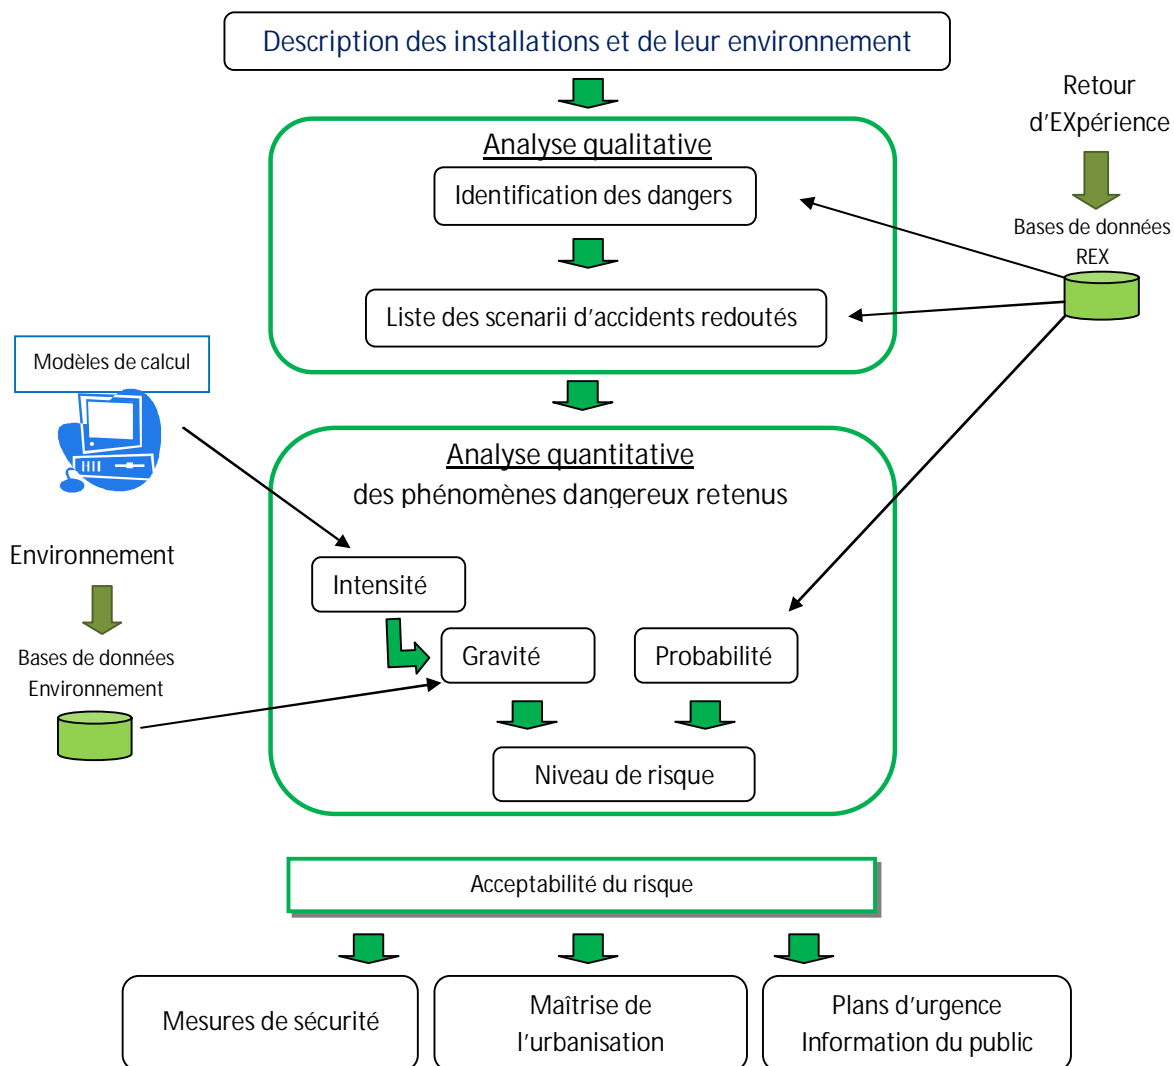 Description des installations et de leur environnement
Retour
d'EXpérience
Analyse qualitative
Identification des dangers
Bases de données
REX
Liste des scenarii d'accidents redoutés
Modèles de calcul
Analyse quantitative
des phénomènes dangereux retenus
Environnement
Intensité
Bases de données
Environnement
Gravité
Probabilité
Niveau de risque
Acceptabilité du risque
Mesures de sécurité
Maîtrise de
l'urbanisation
Plans d'urgence
Information du public